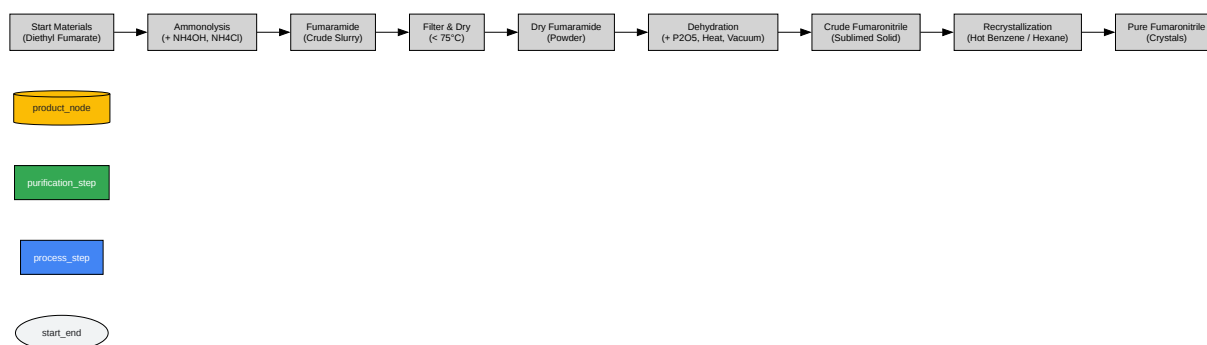 Start Materials
(Diethyl Fumarate)
Ammonolysis
(+ NH4OH, NH4Cl)
Fumaramide
(Crude Slurry)
Filter & Dry
(< 75°C)
Dry Fumaramide
(Powder)
Dehydration
(+ P2O5, Heat, Vacuum)
Crude Fumaronitrile
(Sublimed Solid)
Recrystallization
(Hot Benzene / Hexane)
Pure Fumaronitrile
(Crystals)
product_node
purification_step
process_step
start_end